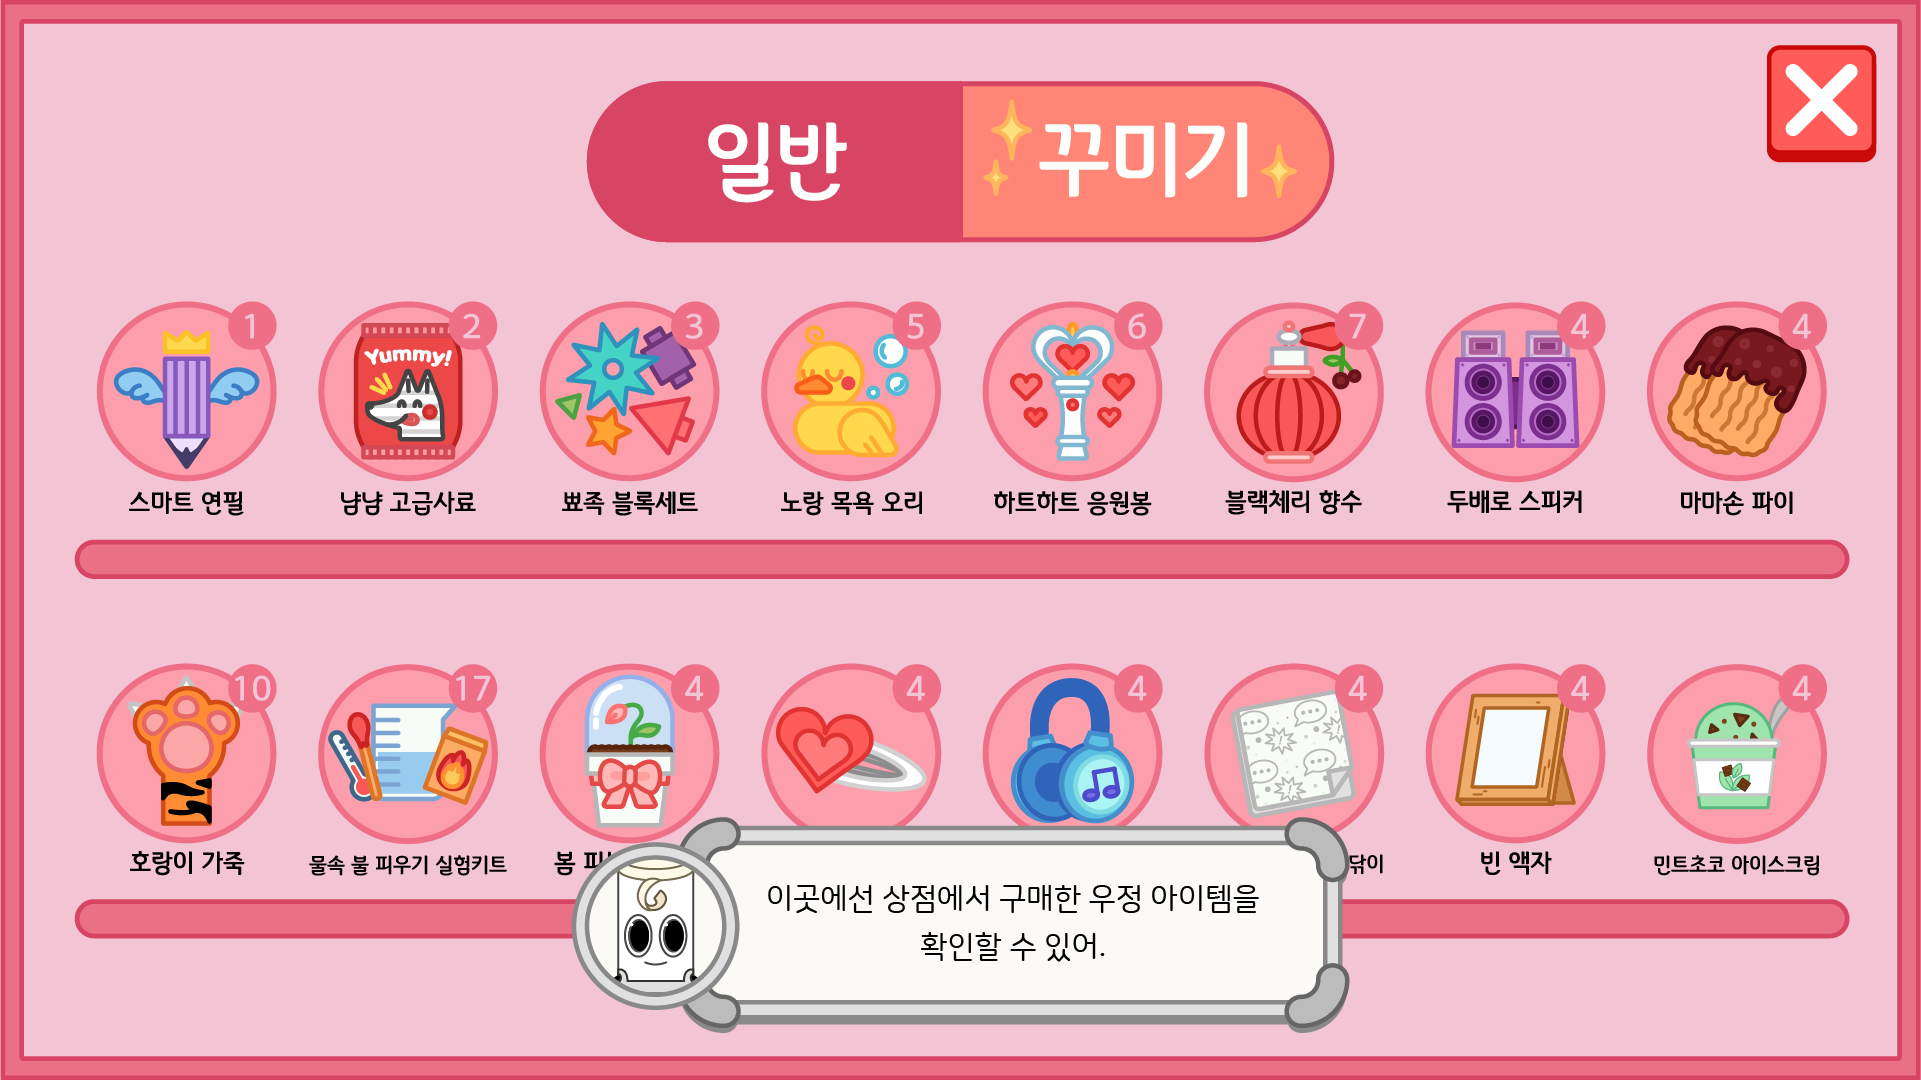 일반
꾸미기
1
2
3
5
6
7
4
4
Yummy!
스마트 연필
냠냠 고급사료
뾰족 블록세트
노랑 목욕 오리
하트하트 응원봉
블랙체리 향수
두배로 스피커
마마손 파이
10
17
4
4
4
4
4
4
호랑이 가죽
물속 불 피우기 실험키트
봄
닦이
빈 액자
민트초코 아이스크림
이곳에선 상점에서 구매한 우정 아이템을
확인할 수 있어.